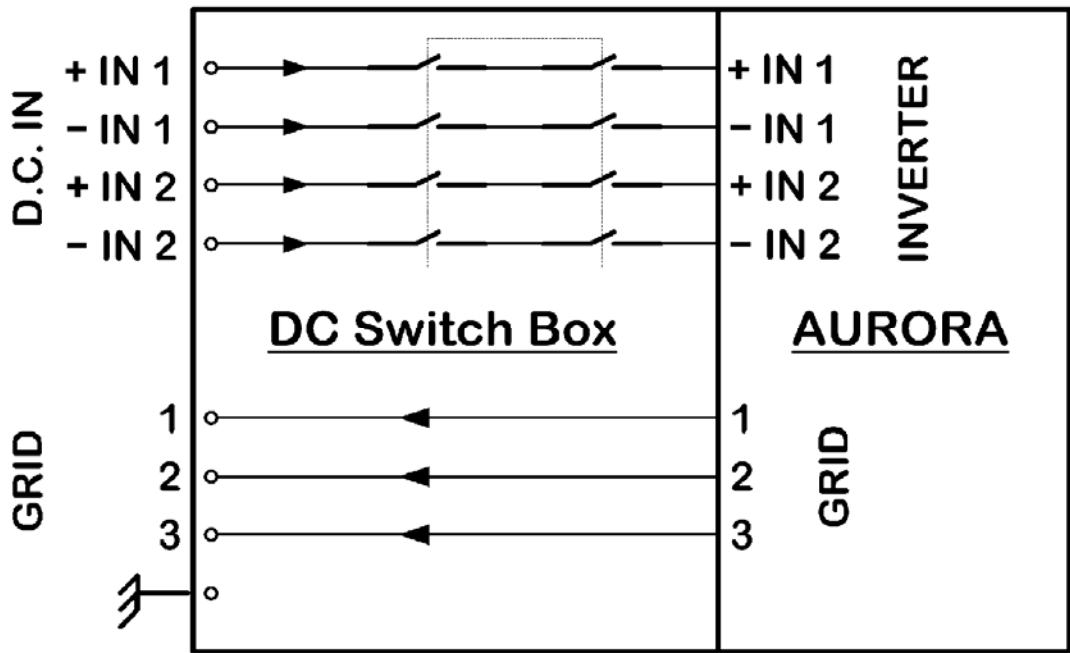 D.C. IN
+ IN 1
− IN 1
+ IN 2
− IN 2
+ IN 1
− IN 1
+ IN 2
− IN 2
INVERTER
DC Switch Box
AURORA
GRID
1
2
3
1
2
3
GRID